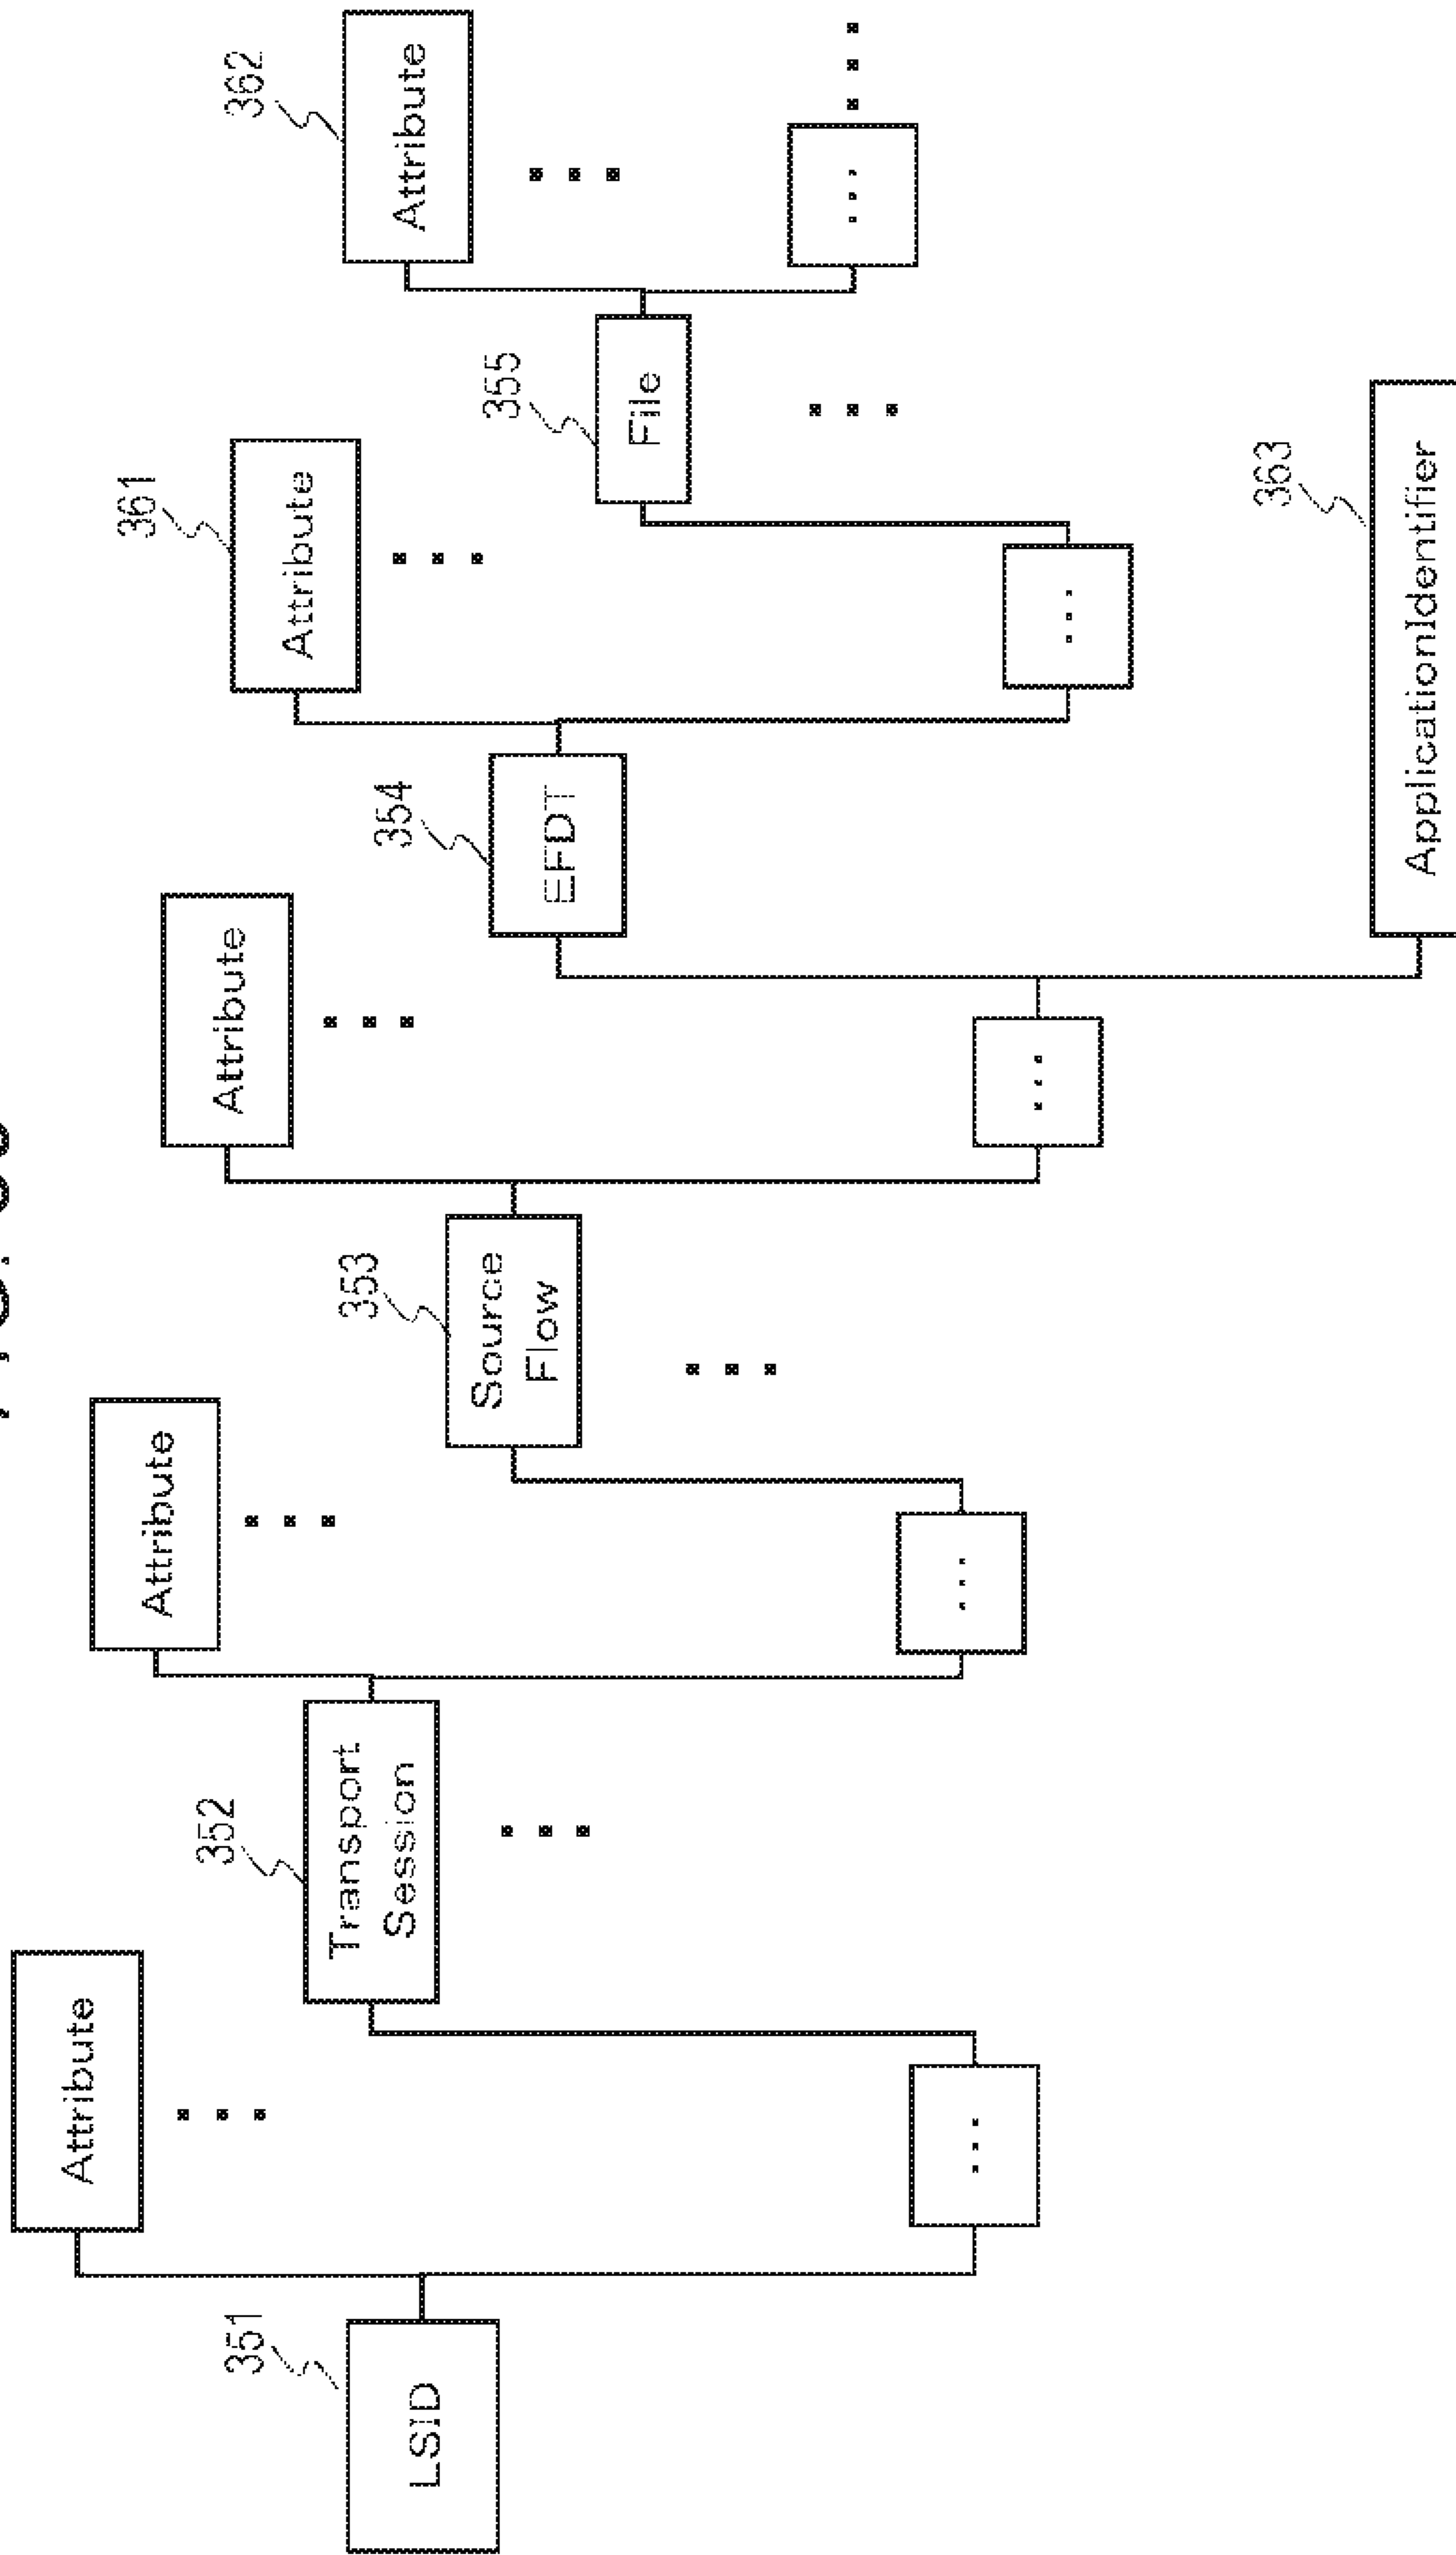 351
LSID
Attribute
352
Transport
Session
Attribute
353
Source
Flow
Attribute
354
EFDT
361
Attribute
355
File
362
Attribute
363
ApplicationIdentifier